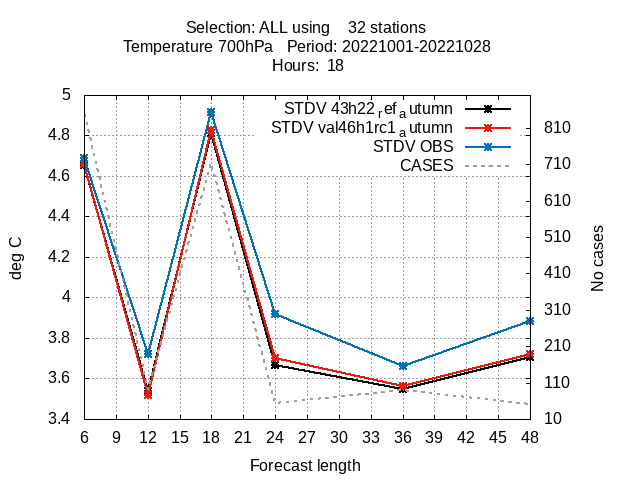 Selection: ALL using 32 stations
Temperature 700hPa Period: 20221001-20221028
Hours: 18
STDV 43h22_ref_autumn
STDV val46h1rc1_autumn
STDV OBS
CASES
5
4.8
4.6
4.4
4.2
4
3.8
3.6
3.4
deg C
810
710
610
510
410
310
210
110
10
No cases
6 9 12 15 18 21 24 27 30 33 36 39 42 45 48
Forecast length